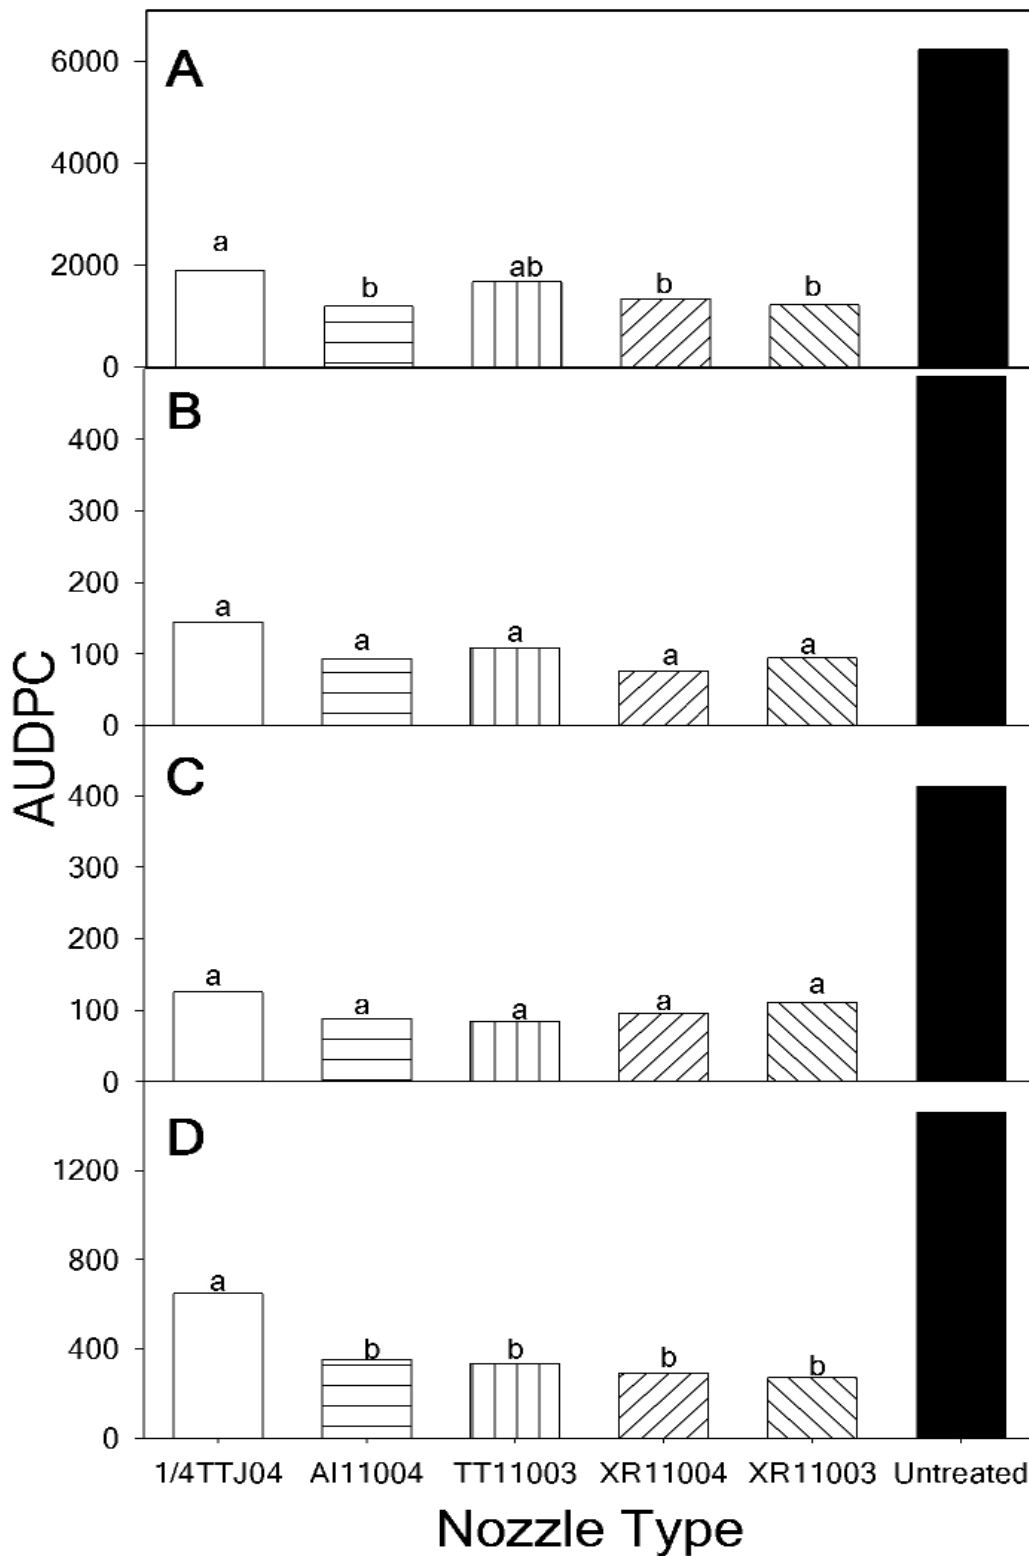 A
6000
4000
2000
0
a b ab b b
B
400
300
200
100
0
a a a a a
C
400
300
200
100
0
a a a a a
D
1200
800
400
0
a b b b b
AUDPC
1/4TTJ04 AI11004 TT11003 XR11004 XR11003 Untreated
Nozzle Type